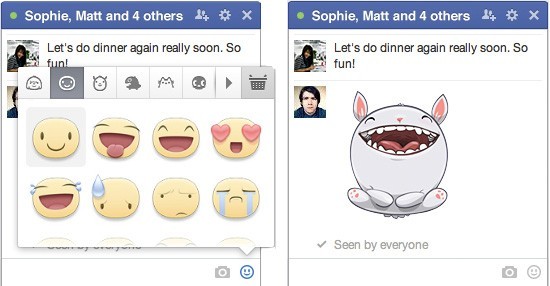 Sophie, Matt and 4 others
Let's do dinner again really soon. So
fun!
Seen by everyone
Sophie, Matt and 4 others
Let's do dinner again really soon. So
fun!
Seen by everyone